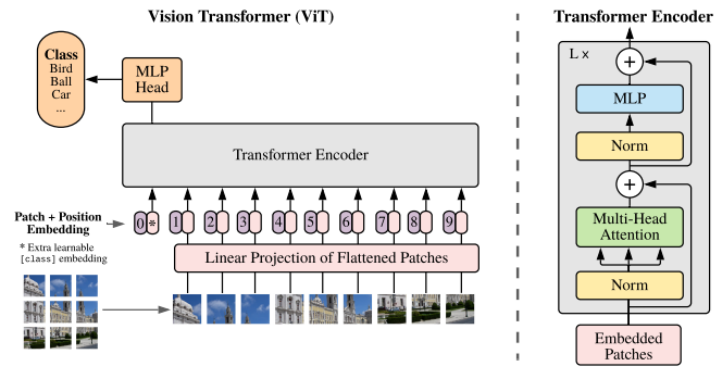 Vision Transformer (ViT)
Class
Bird
Ball
Car
...
MLP
Head
Transformer Encoder
Patch + Position
Embedding
0 * 1 2 3 4 5 6 7 8 9
* Extra learnable
[class] embedding
Linear Projection of Flattened Patches
Transformer Encoder
L ×
+
MLP
Norm
+
Multi-Head
Attention
Norm
Embedded
Patches